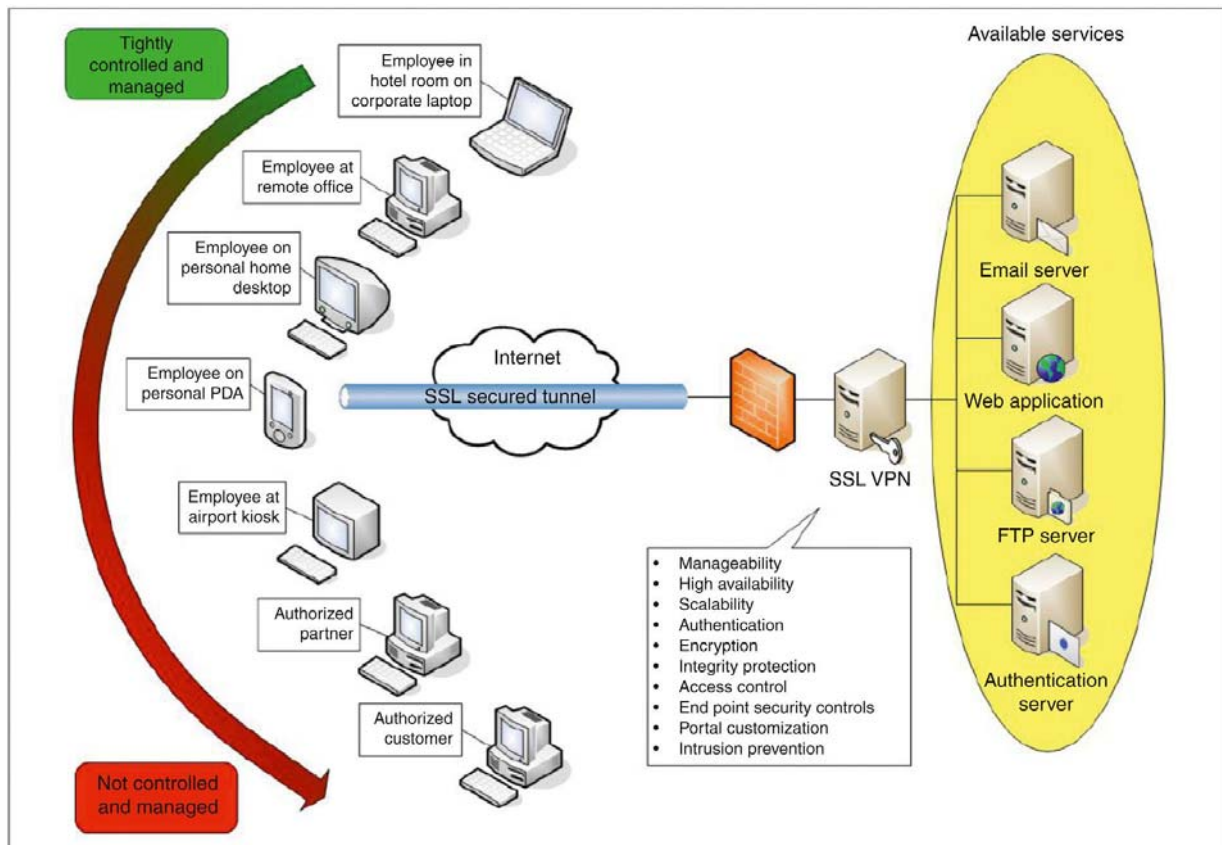 Tightly
controlled and
managed
Employee in
hotel room on
corporate laptop
Employee at
remote office
Employee on
personal home
desktop
Employee on
personal PDA
Employee at
airport kiosk
Authorized
partner
Authorized
customer
Not controlled
and managed
Internet
SSL secured tunnel
SSL VPN
• Manageability
• High availability
• Scalability
• Authentication
• Encryption
• Integrity protection
• Access control
• End point security controls
• Portal customization
• Intrusion prevention
Available services
Email server
Web application
FTP server
Authentication
server